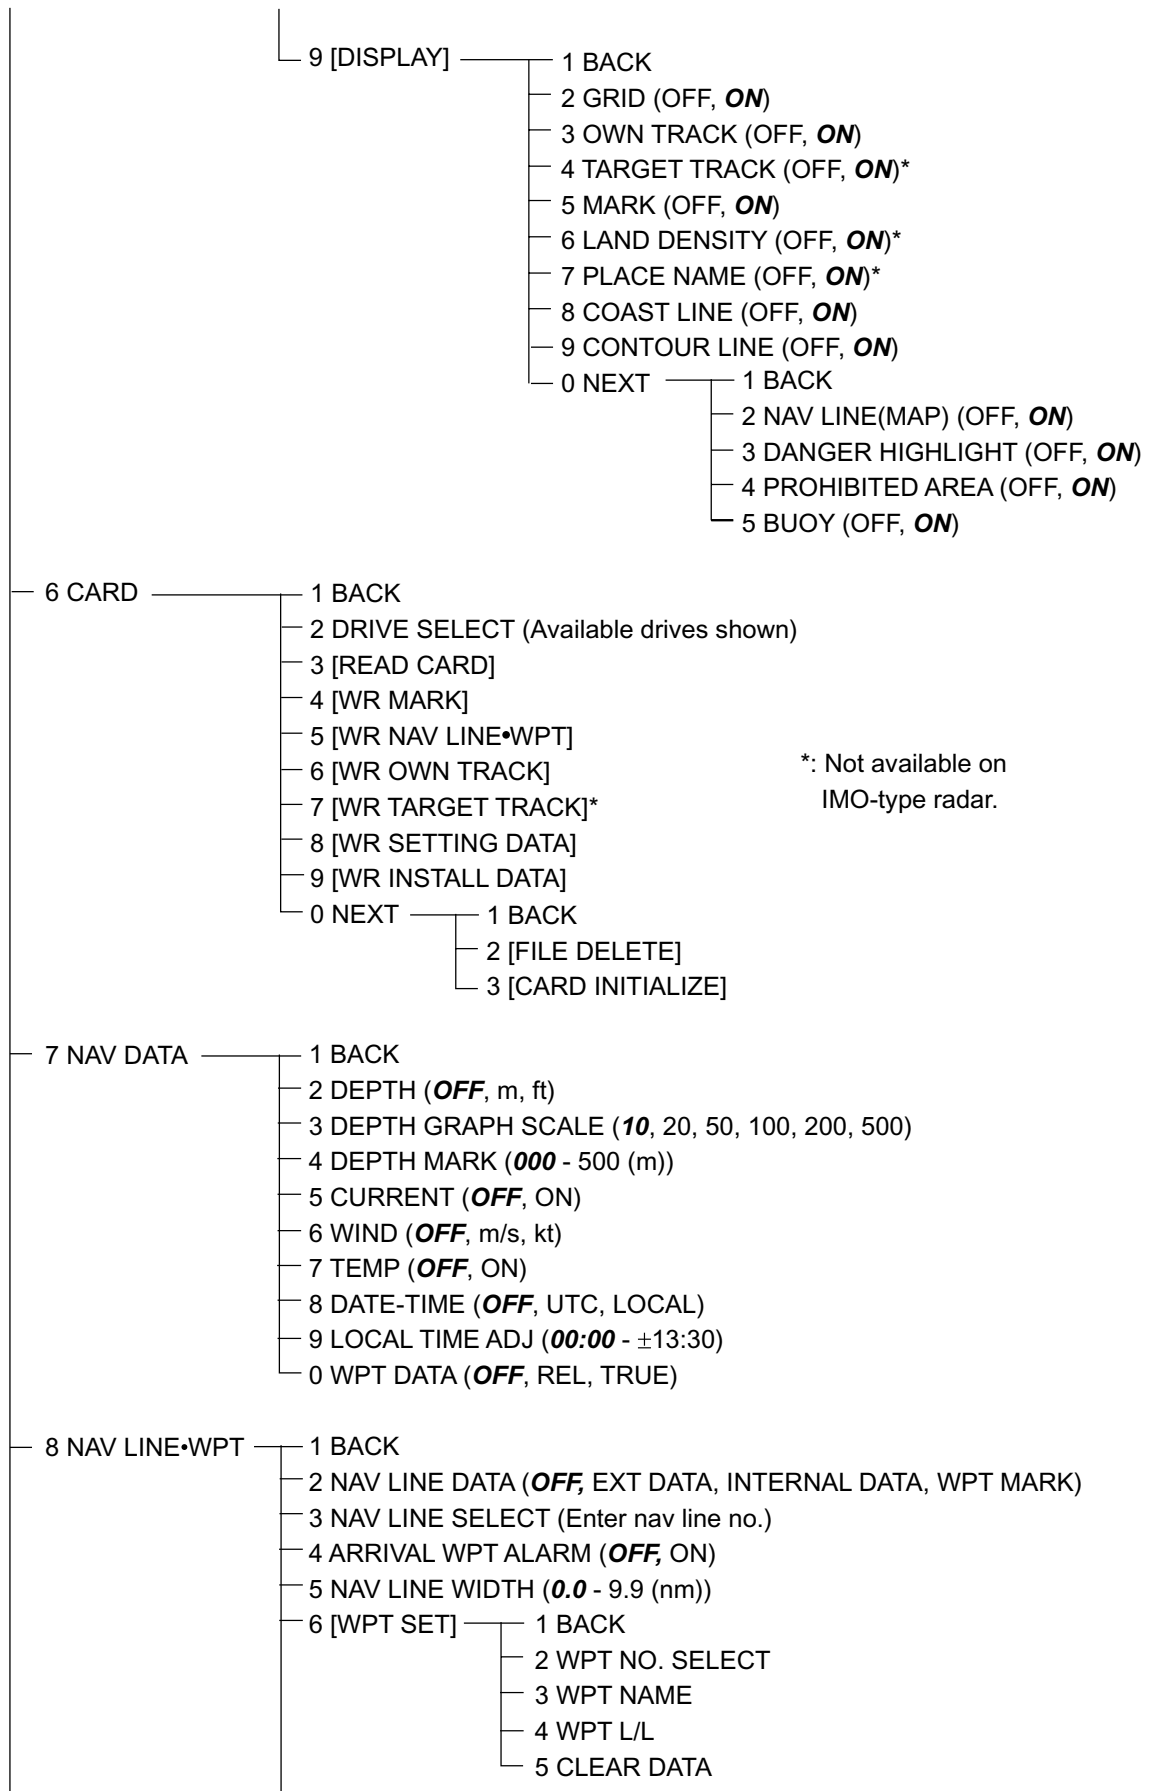 9 [DISPLAY]
1 BACK
2 GRID (OFF, ON)
3 OWN TRACK (OFF, ON)
4 TARGET TRACK (OFF, ON)*
5 MARK (OFF, ON)
6 LAND DENSITY (OFF, ON)*
7 PLACE NAME (OFF, ON)*
8 COAST LINE (OFF, ON)
9 CONTOUR LINE (OFF, ON)
0 NEXT
1 BACK
2 NAV LINE(MAP) (OFF, ON)
3 DANGER HIGHLIGHT (OFF, ON)
4 PROHIBITED AREA (OFF, ON)
5 BUOY (OFF, ON)
6 CARD
1 BACK
2 DRIVE SELECT (Available drives shown)
3 [READ CARD]
4 [WR MARK]
5 [WR NAV LINE•WPT]
6 [WR OWN TRACK]
7 [WR TARGET TRACK]*
8 [WR SETTING DATA]
9 [WR INSTALL DATA]
0 NEXT
1 BACK
2 [FILE DELETE]
3 [CARD INITIALIZE]
*: Not available on
IMO-type radar.
7 NAV DATA
1 BACK
2 DEPTH (OFF, m, ft)
3 DEPTH GRAPH SCALE (10, 20, 50, 100, 200, 500)
4 DEPTH MARK (000 - 500 (m))
5 CURRENT (OFF, ON)
6 WIND (OFF, m/s, kt)
7 TEMP (OFF, ON)
8 DATE-TIME (OFF, UTC, LOCAL)
9 LOCAL TIME ADJ (00:00 - ±13:30)
0 WPT DATA (OFF, REL, TRUE)
8 NAV LINE•WPT
1 BACK
2 NAV LINE DATA (OFF, EXT DATA, INTERNAL DATA, WPT MARK)
3 NAV LINE SELECT (Enter nav line no.)
4 ARRIVAL WPT ALARM (OFF, ON)
5 NAV LINE WIDTH (0.0 - 9.9 (nm))
6 [WPT SET]
1 BACK
2 WPT NO. SELECT
3 WPT NAME
4 WPT L/L
5 CLEAR DATA